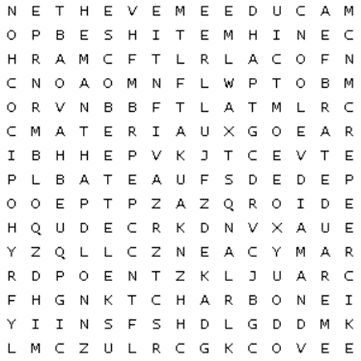 N E T H E V E M E E D U C A M
O P B E S H I T E M H I N E C
H R A M C F T L R L A C O F N
C N O A O M N F L W P T O B M
O R V N B B F T L A T M L R C
C M A T E R I A U X G O E A R
I B H H E P V K J T C E V T E
P L B A T E A U F S D E D E P
O O E P T P Z A Z Q R O I D E
H Q U D E C R K D N V X A U E
Y Z Q L L C Z N E A C Y M A R
R D P O E N T Z K L J U A R C
F H G N K T C H A R B O N E I
Y I I N S F S H D L G D D M K
L M C Z U L R C G K C O V E E